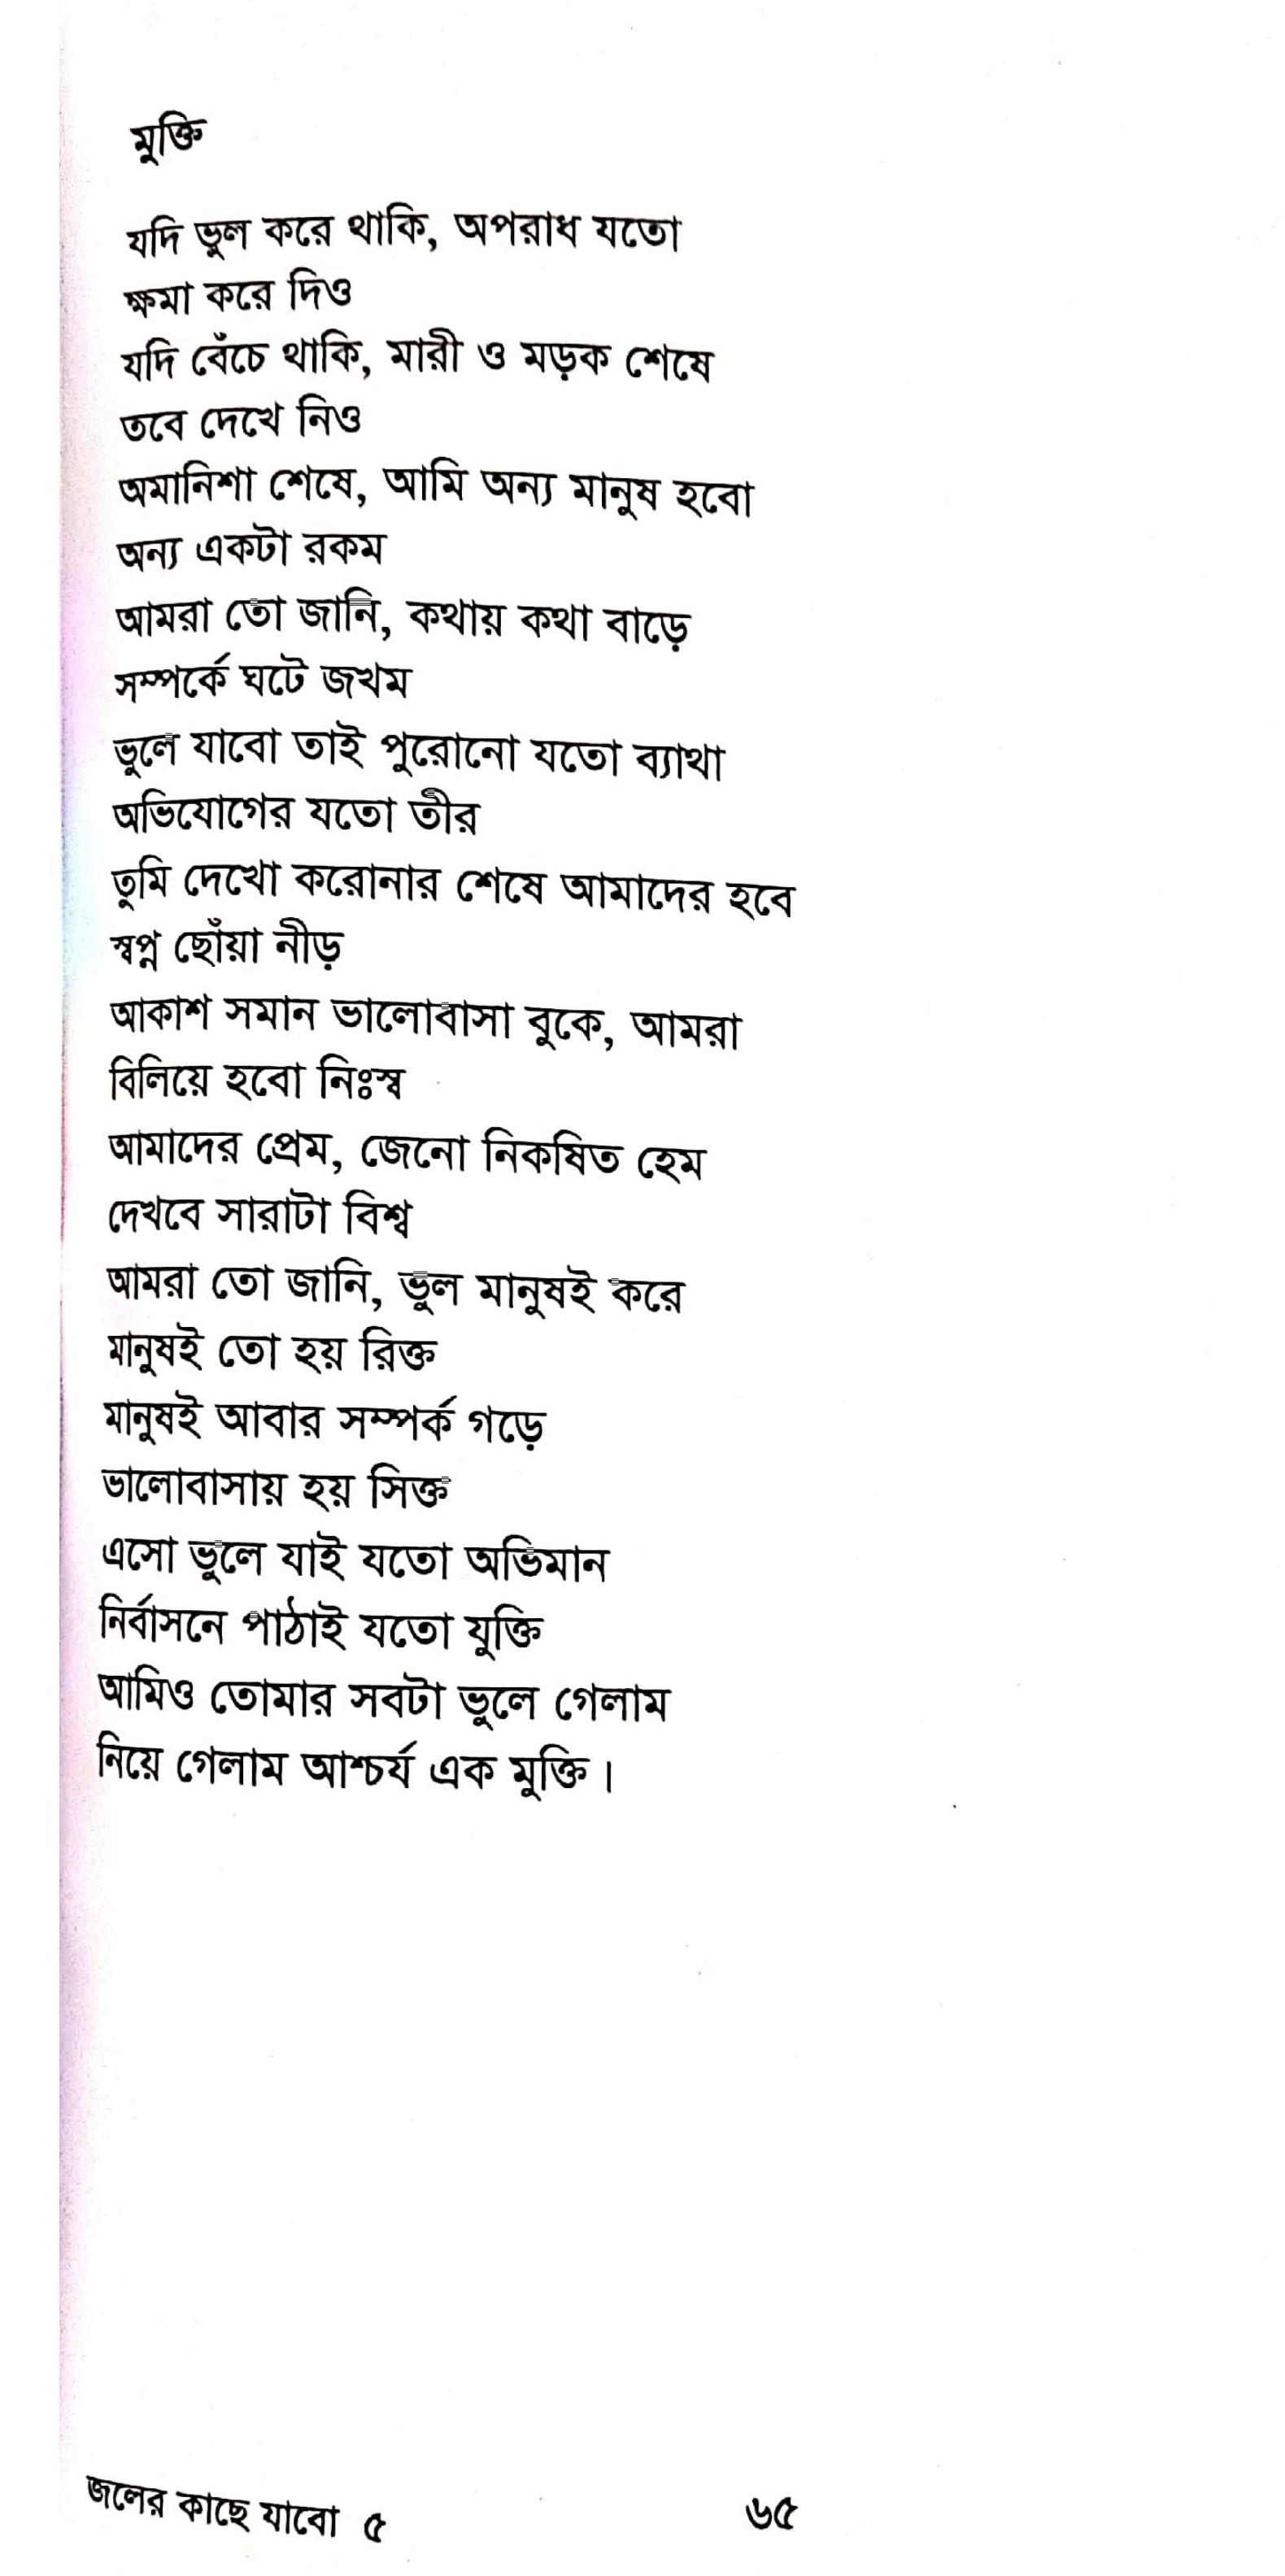 মুক্তি
যদি ভুল করে থাকি, অপরাধ যতো
ক্ষমা করে দিও
যদি বেঁচে থাকি, মারী ও মড়ক শেষে
তবে দেখে নিও
অমানিশা শেষে, আমি অন্য মানুষ হবো
অন্য একটা রকম
আমরা তো জানি, কথায় কথা বাড়ে
সম্পর্কে ঘটে জখম
ভুলে যাবো তাই পুরোনো যতো ব্যাথা
অভিযোগের যতো তীর
তুমি দেখো করোনার শেষে আমাদের হবে
স্বপ্ন ছোঁয়া নীড়
আকাশ সমান ভালোবাসা বুকে, আমরা
বিলিয়ে হবো নিঃস্ব
আমাদের প্রেম, জেনো নিকষিত হেম
দেখবে সারাটা বিশ্ব
আমরা তো জানি, ভুল মানুষই করে
মানুষই তো হয় রিক্ত
মানুষই আবার সম্পর্ক গড়ে
ভালোবাসায় হয় সিক্ত
এসো ভুলে যাই যতো অভিমান
নির্বাসনে পাঠাই যতো যুক্তি
আমিও তোমার সবটা ভুলে গেলাম
নিয়ে গেলাম আশ্চর্য এক মুক্তি।
জলের কাছে যাবো ৫ ৬৫